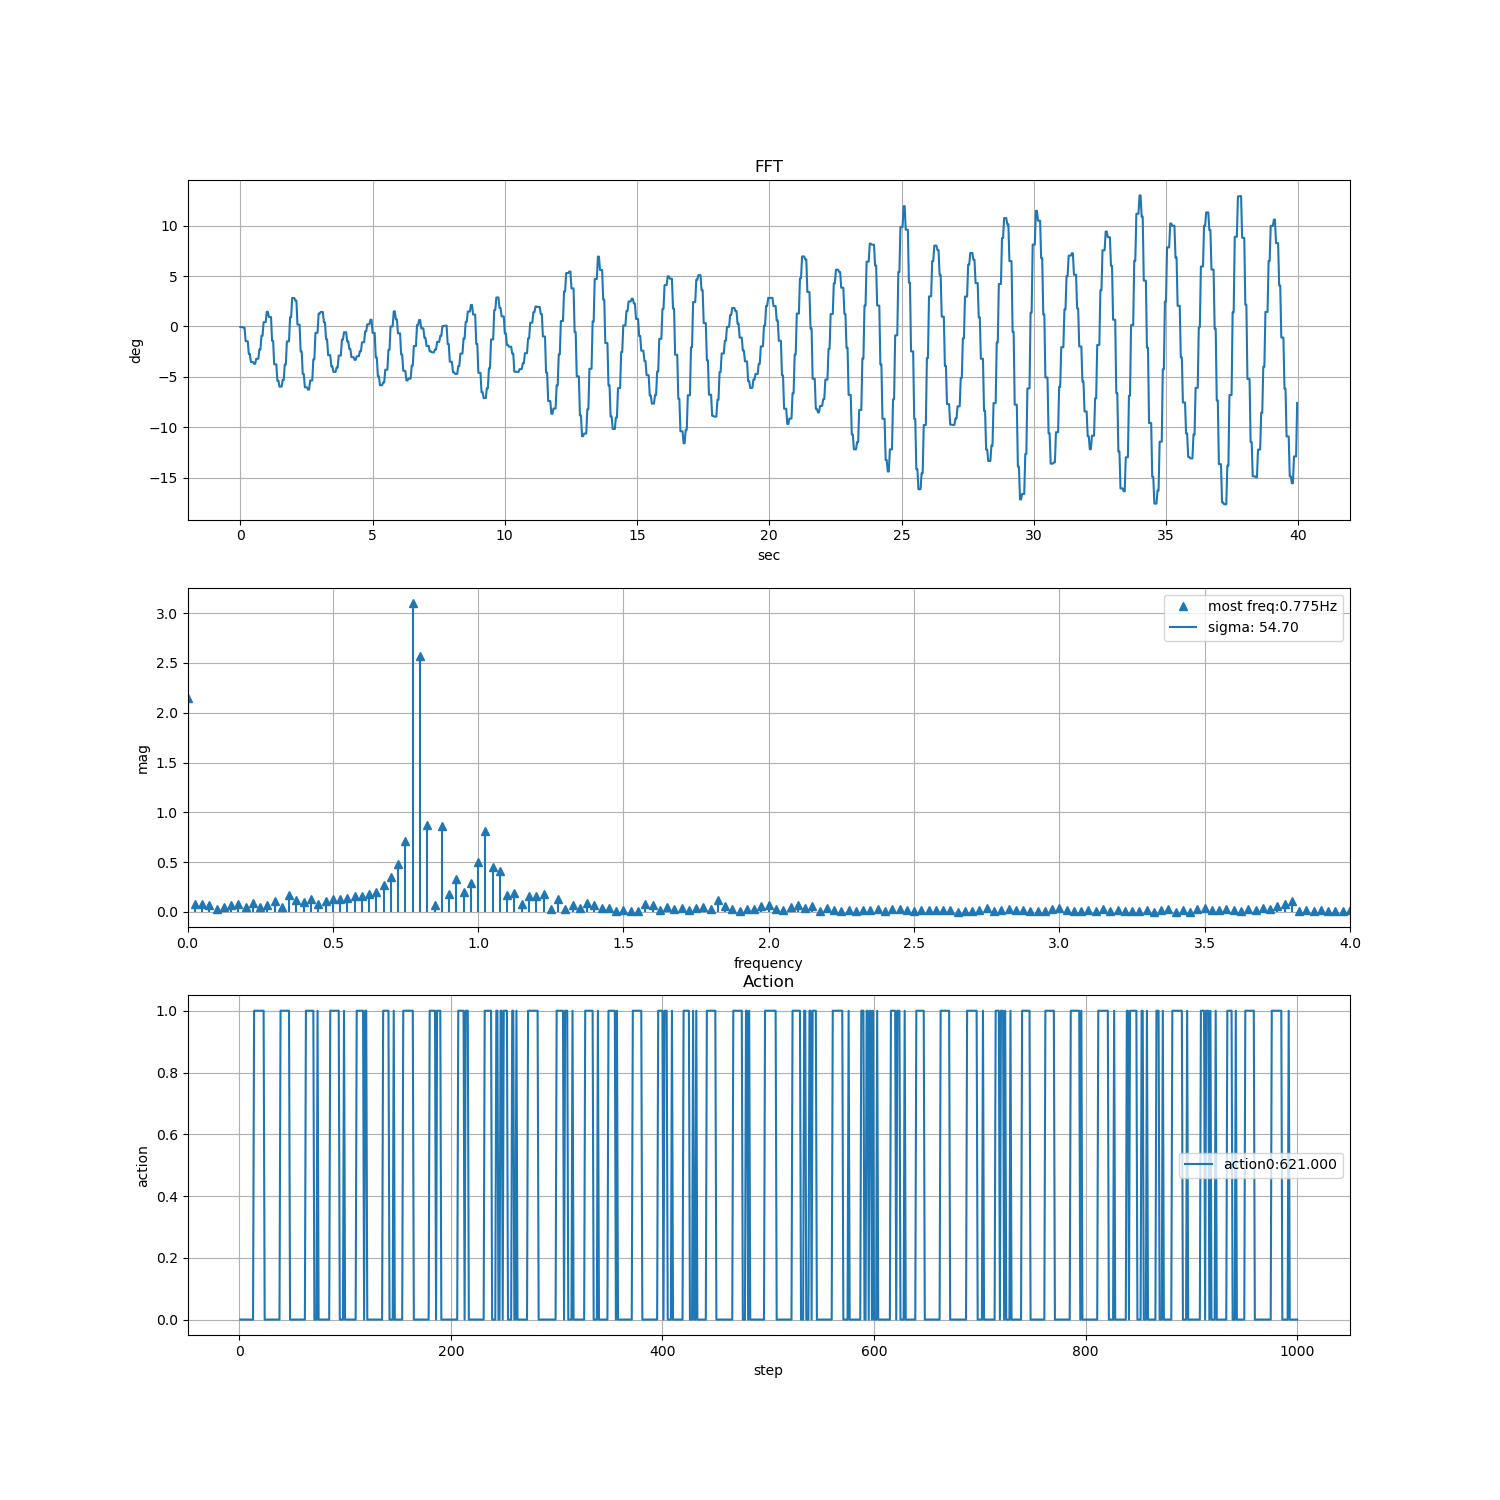 FFT
deg
10
5
0
−5
−10
−15
0 5 10 15 20 25 30 35 40
sec
most freq:0.775Hz
sigma: 54.70
mag
3.0
2.5
2.0
1.5
1.0
0.5
0.0
0.0 0.5 1.0 1.5 2.0 2.5 3.0 3.5 4.0
frequency
Action
action
1.0
0.8
0.6
0.4
0.2
0.0
action0:621.000
0 200 400 600 800 1000
step